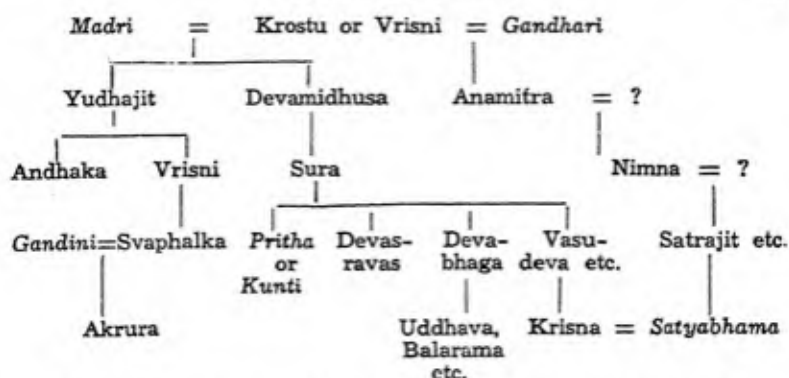 Madri = Krostu or Vrisni = Gandhari
Yudhajit Devamidhusa Anamitra = ?
Andhaka Vrisni Sura Nimna = ?
Gandini=Svaphalka Pritha Devas- Deva- Vasu- Satrajit etc.
or ravas bhaga deva etc.
Kunti
Akrura Uddhava, Krisna = Satyabhama
Balarama
etc.